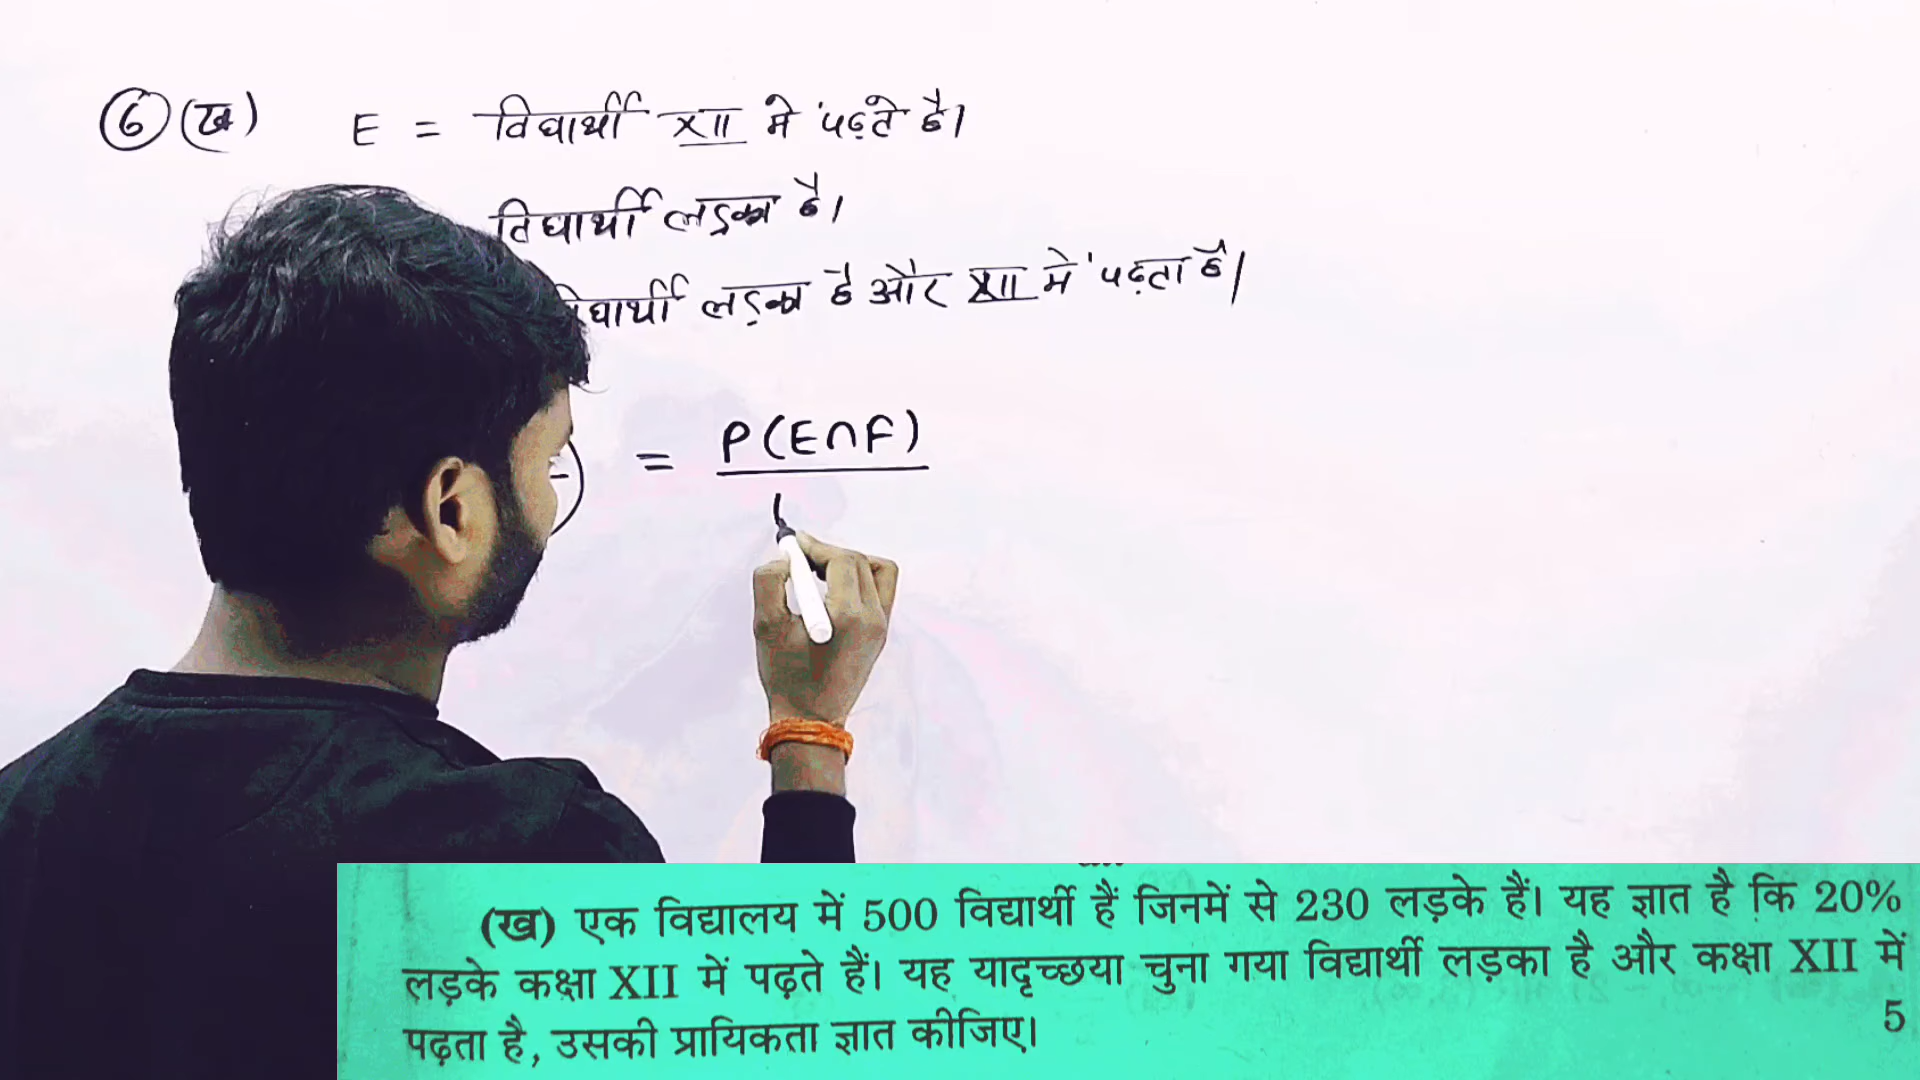 6 (ख) E = विद्यार्थी XII में पढ़ते है।
विद्यार्थी लड़का है।
लड़का है और XII में पढ़ता है।
= P(E∩F)
(ख) एक विद्यालय में 500 विद्यार्थी हैं जिनमें से 230 लड़के हैं। यह ज्ञात है कि 20%
लड़के कक्षा XII में पढ़ते हैं। यह यादृच्छया चुना गया विद्यार्थी लड़का है और कक्षा XII में
पढ़ता है, उसकी प्रायिकता ज्ञात कीजिए।
5